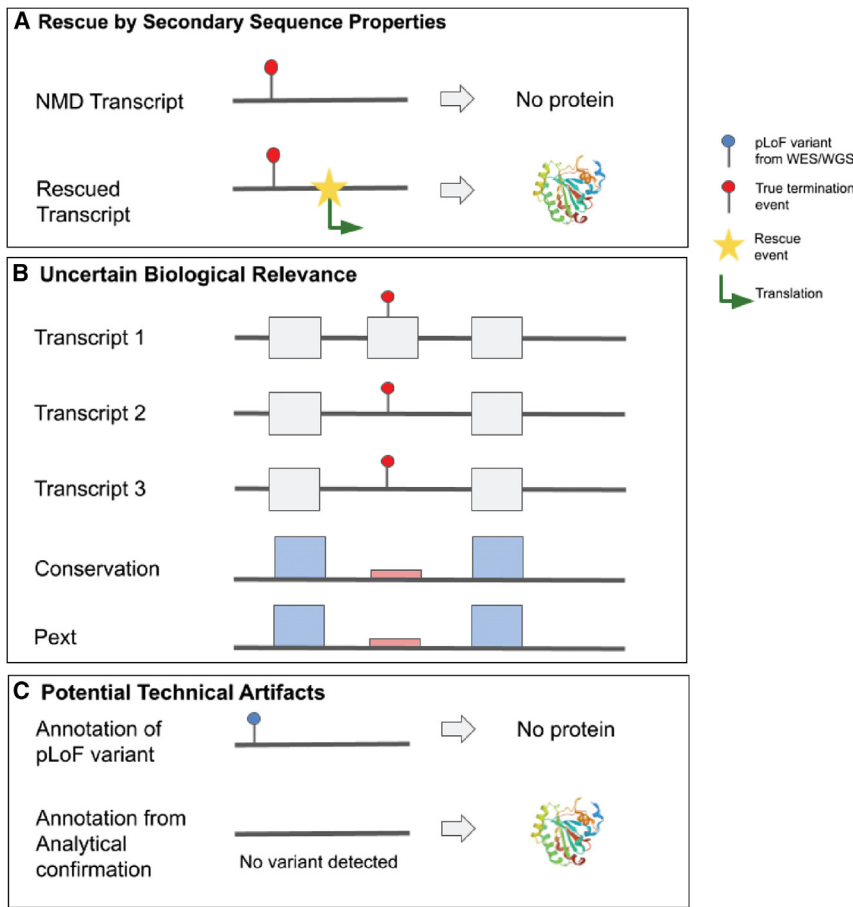 A Rescue by Secondary Sequence Properties
NMD Transcript
No protein
Rescued
Transcript
pLoF variant
from WES/WGS
True termination
event
Rescue
event
Translation
B Uncertain Biological Relevance
Transcript 1
Transcript 2
Transcript 3
Conservation
Pext
C Potential Technical Artifacts
Annotation of
pLoF variant
No protein
Annotation from
Analytical
confirmation
No variant detected